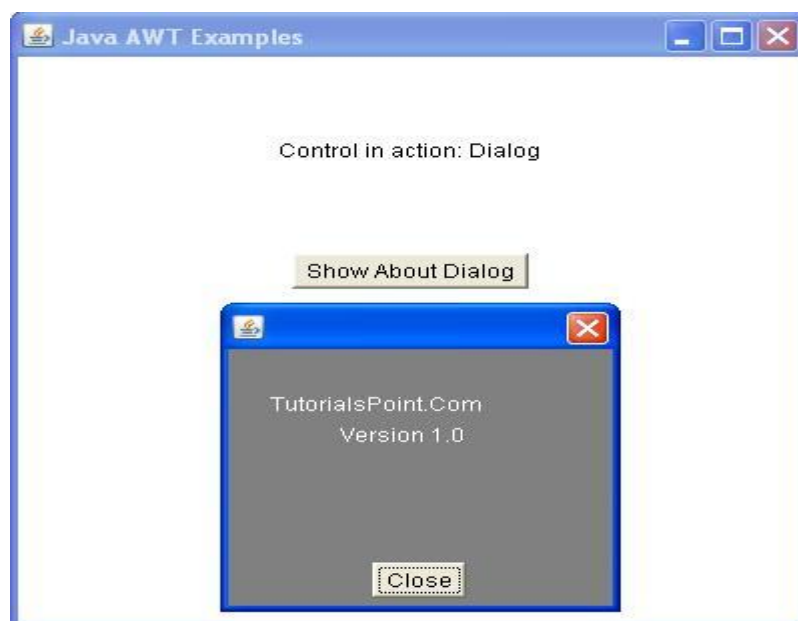 Java AWT Examples
Control in action: Dialog
Show About Dialog
TutorialsPoint.Com
Version 1.0
Close